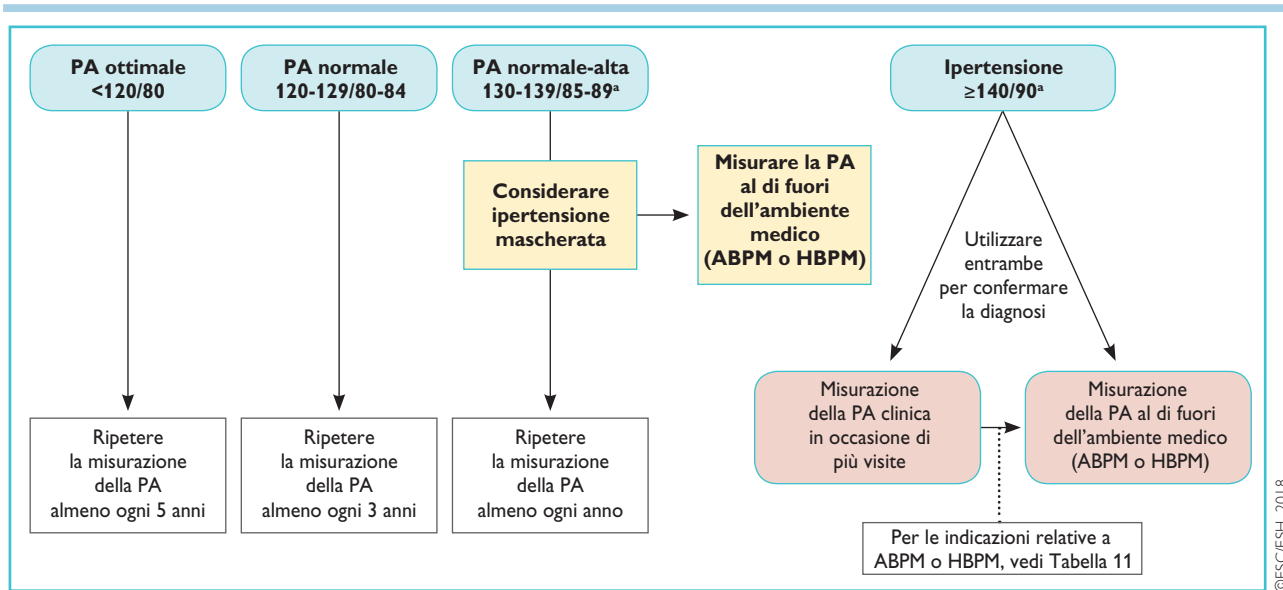 PA ottimale
<120/80
PA normale
120-129/80-84
PA normale-alta
130-139/85-89ª
Ipertensione
≥140/90ª
Considerare
ipertensione
mascherata
Misurare la PA
al di fuori
dell’ambiente
medico
(ABPM o HBPM)
Utilizzare
entrambe
per confermare
la diagnosi
Ripetere
la misurazione
della PA
almeno ogni 5 anni
Ripetere
la misurazione
della PA
almeno ogni 3 anni
Ripetere
la misurazione
della PA
almeno ogni anno
Misurazione
della PA clinica
in occasione di
più visite
Misurazione
della PA al di fuori
dell’ambiente medico
(ABPM o HBPM)
Per le indicazioni relative a
ABPM o HBPM, vedi Tabella 11
©ESC/ESH 2018